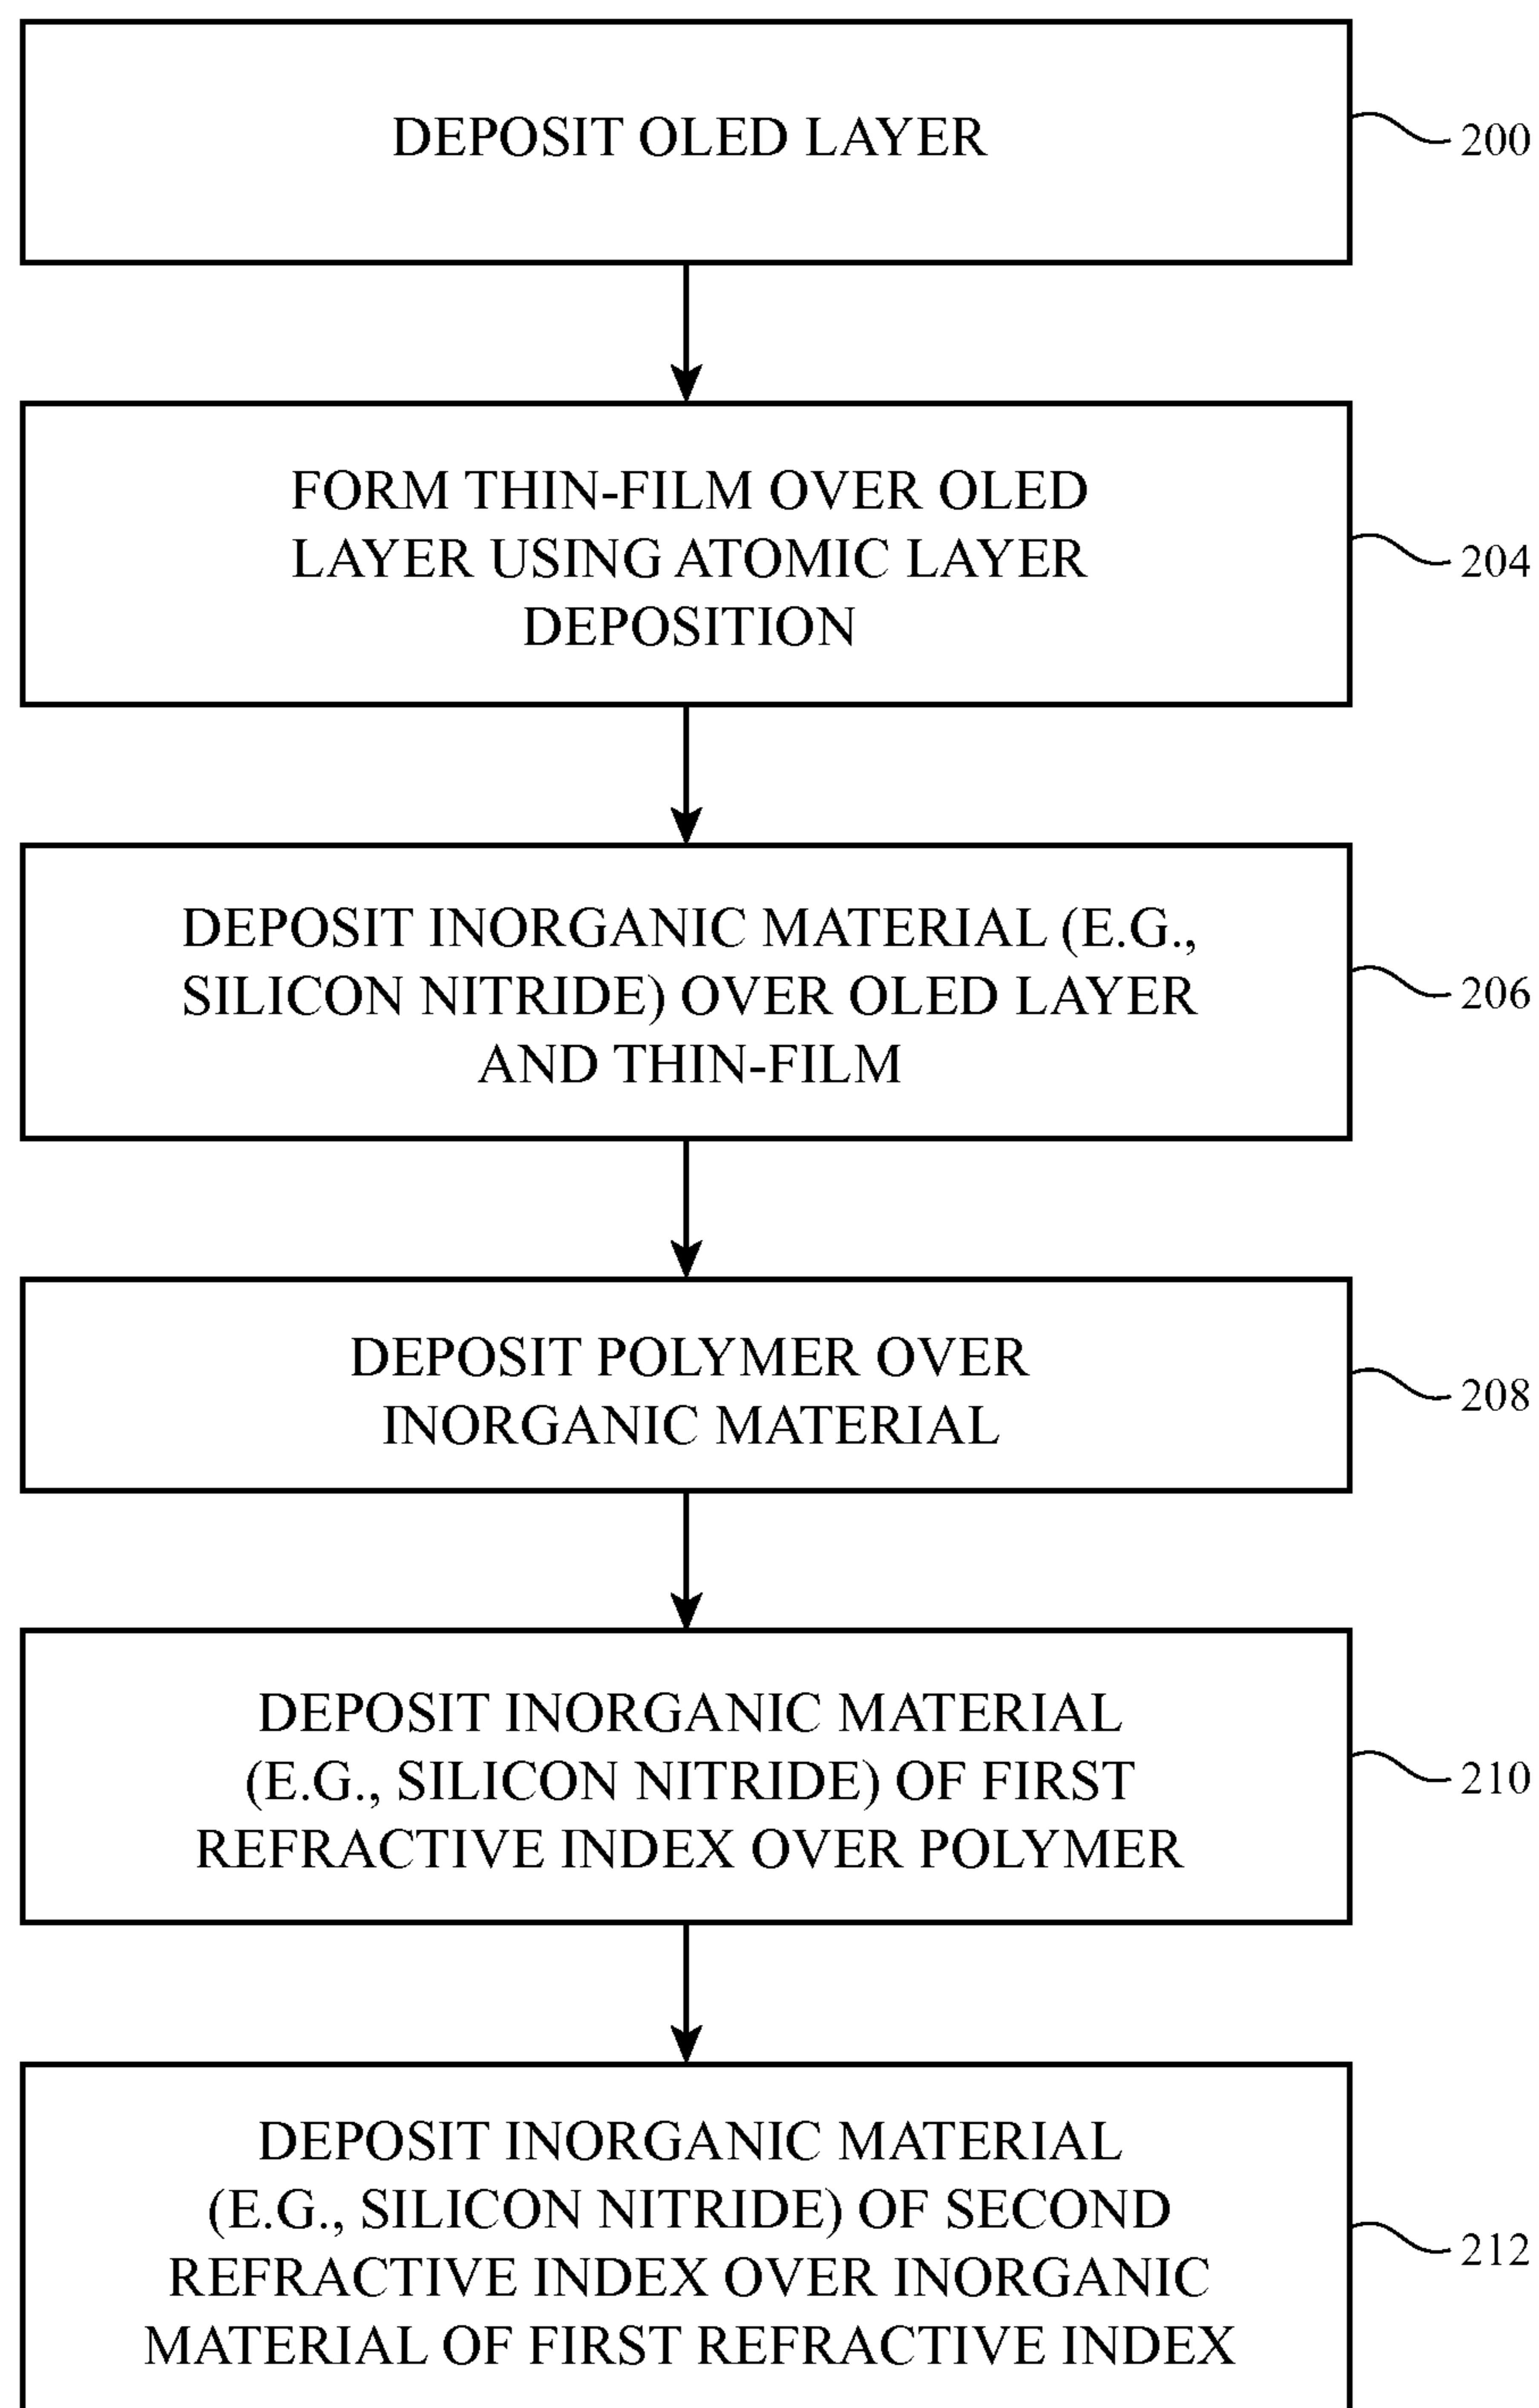 DEPOSIT OLED LAYER
200
FORM THIN-FILM OVER OLED
LAYER USING ATOMIC LAYER
DEPOSITION
204
DEPOSIT INORGANIC MATERIAL (E.G.,
SILICON NITRIDE) OVER OLED LAYER
AND THIN-FILM
206
DEPOSIT POLYMER OVER
INORGANIC MATERIAL
208
DEPOSIT INORGANIC MATERIAL
(E.G., SILICON NITRIDE) OF FIRST
REFRACTIVE INDEX OVER POLYMER
210
DEPOSIT INORGANIC MATERIAL
(E.G., SILICON NITRIDE) OF SECOND
REFRACTIVE INDEX OVER INORGANIC
MATERIAL OF FIRST REFRACTIVE INDEX
212